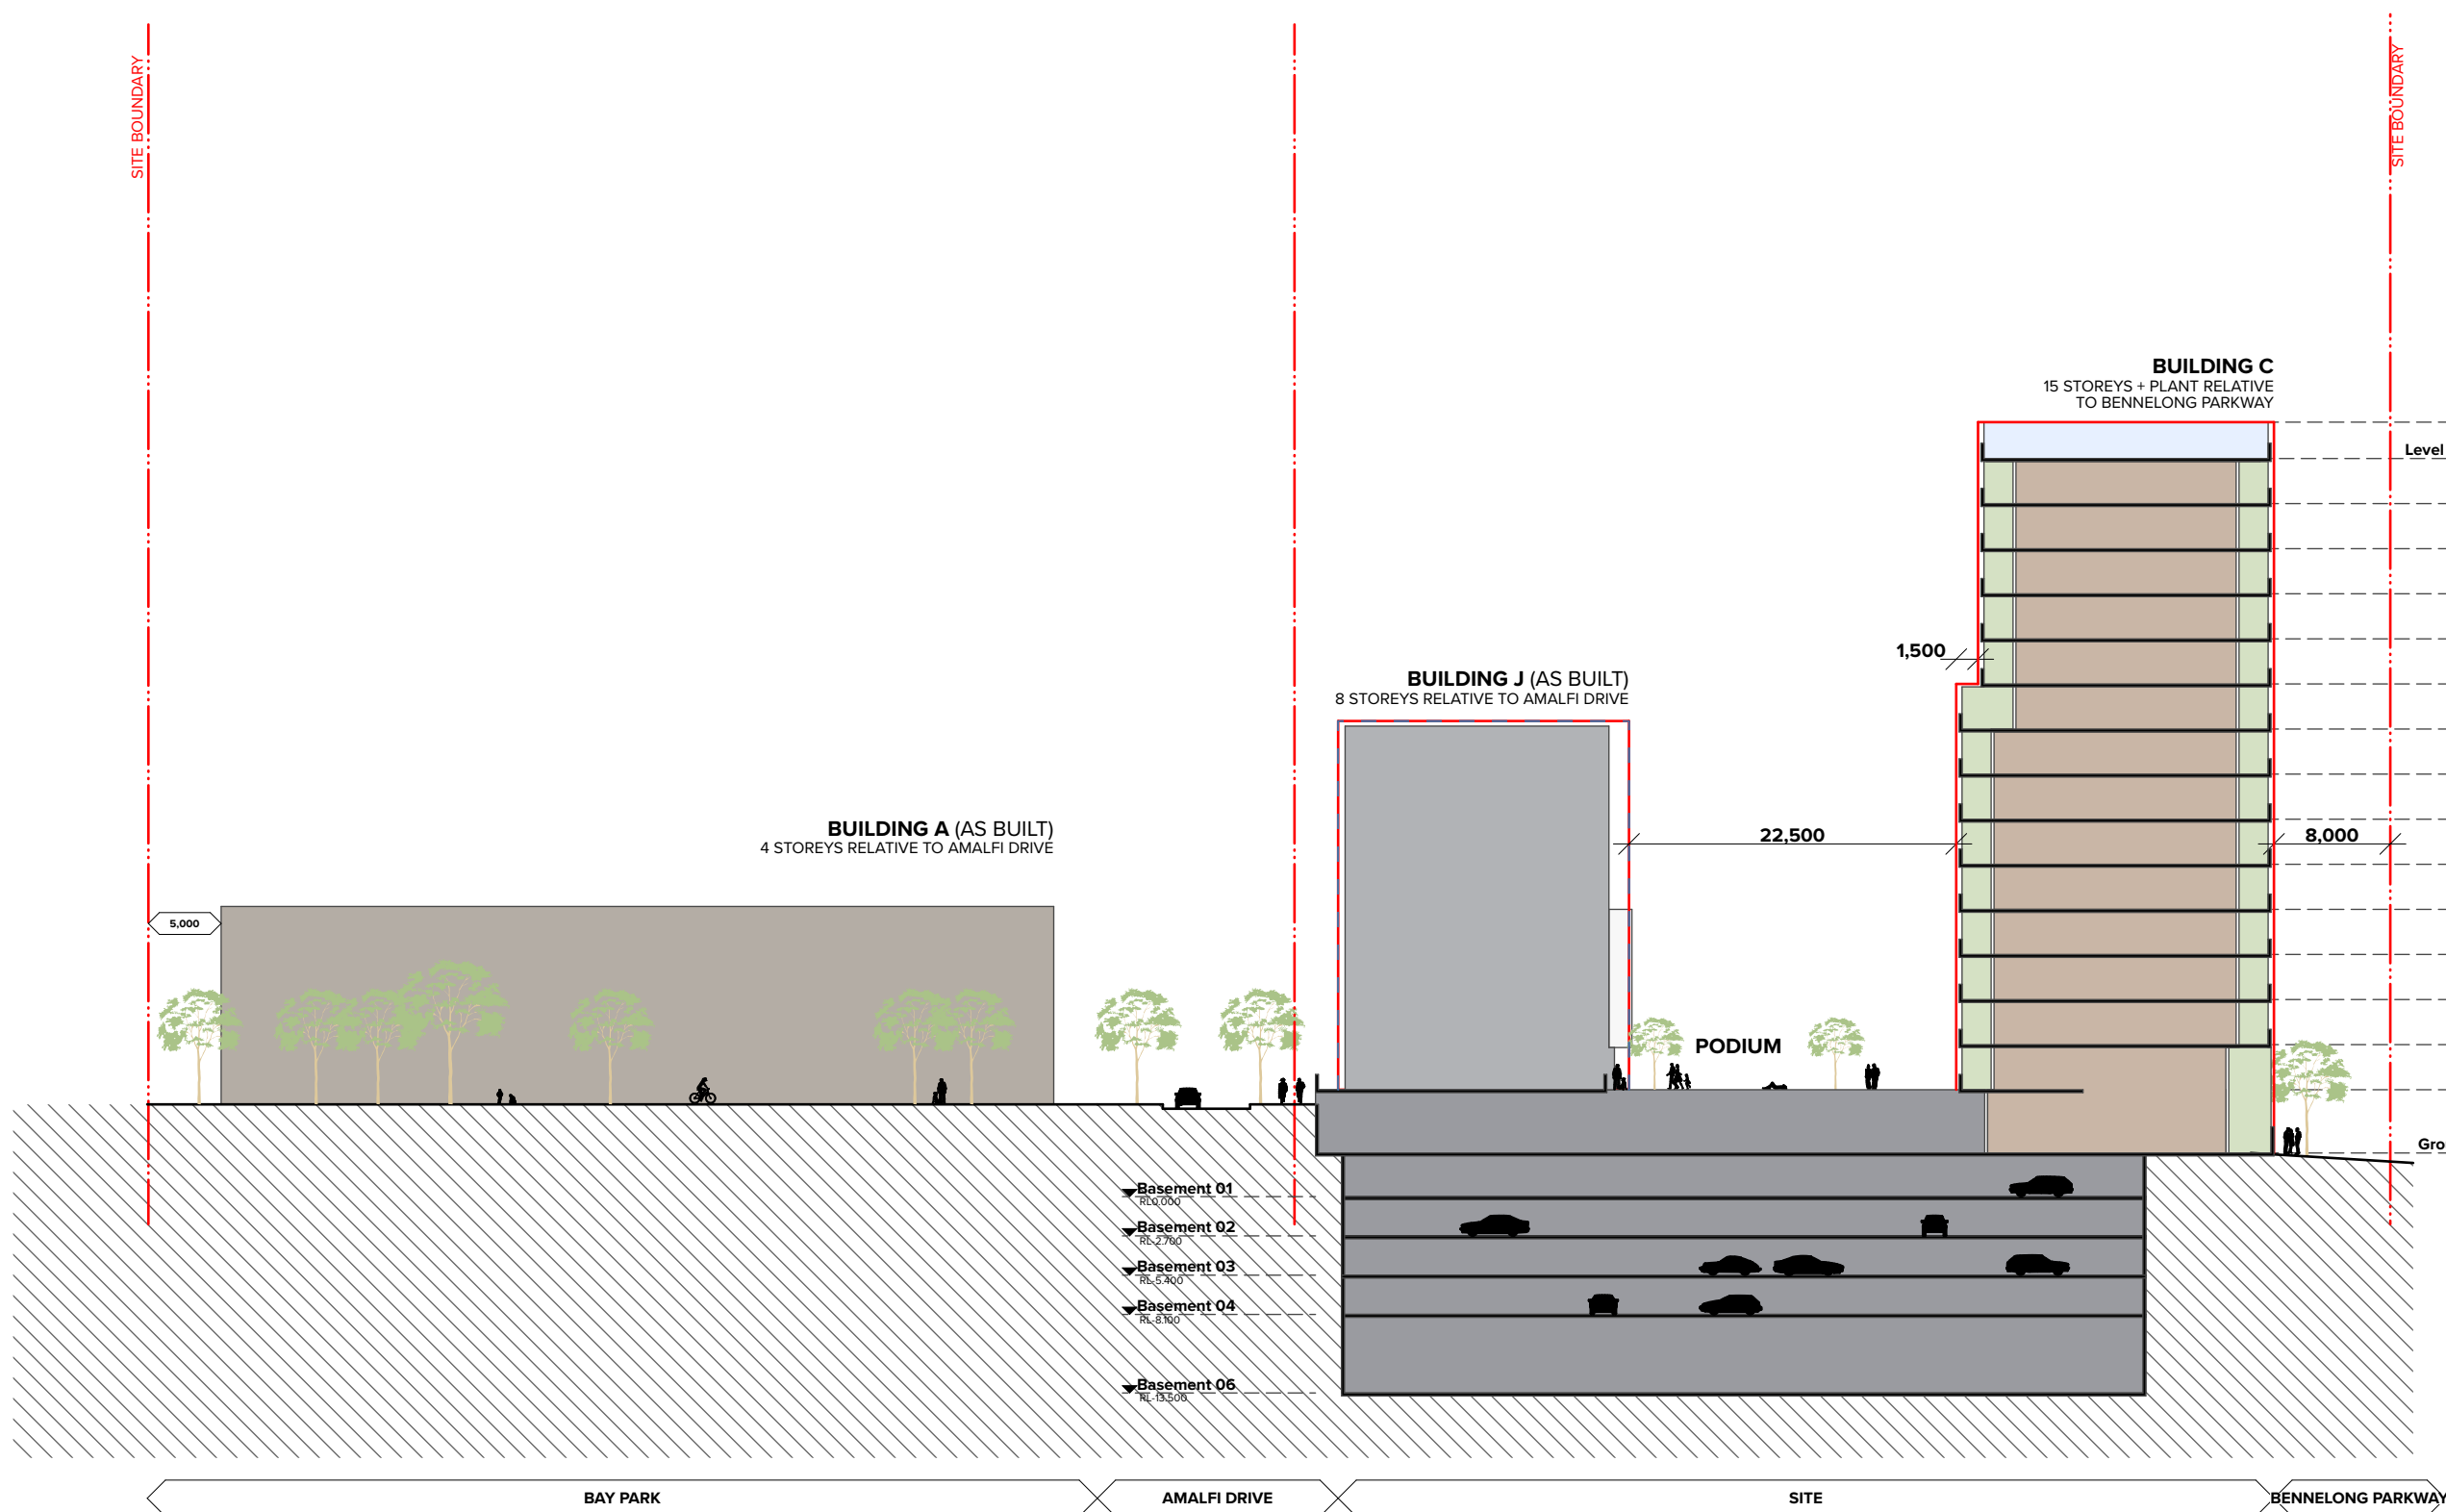 SITE BOUNDARY
SITE BOUNDARY
BUILDING C
15 STOREYS + PLANT RELATIVE
TO BENNELONG PARKWAY
Level
1,500
BUILDING J (AS BUILT)
8 STOREYS RELATIVE TO AMALFI DRIVE
BUILDING A (AS BUILT)
4 STOREYS RELATIVE TO AMALFI DRIVE
22,500
8,000
5,000
PODIUM
Gro
Basement 01
RL0.000
Basement 02
RL-2.700
Basement 03
RL-5.400
Basement 04
RL-8.100
Basement 06
RL-13.500
BAY PARK
AMALFI DRIVE
SITE
BENNELONG PARKWAY